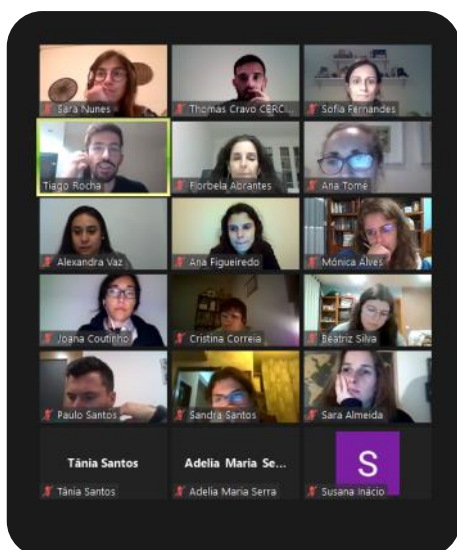 Sara Nunes
Thomas Cravo CERC...
Sofia Fernandes
Tiago Rocha
Florbela Abrantes
Ana Tomé
Alexandra Vaz
Ana Figueiredo
Mónica Alves
Joana Coutinho
Cristina Correia
Beatriz Silva
Paulo Santos
Sandra Santos
Sara Almeida
Tânia Santos
Adelia Maria Se...
S
Tânia Santos
Adelia Maria Serra
Susana Inácio